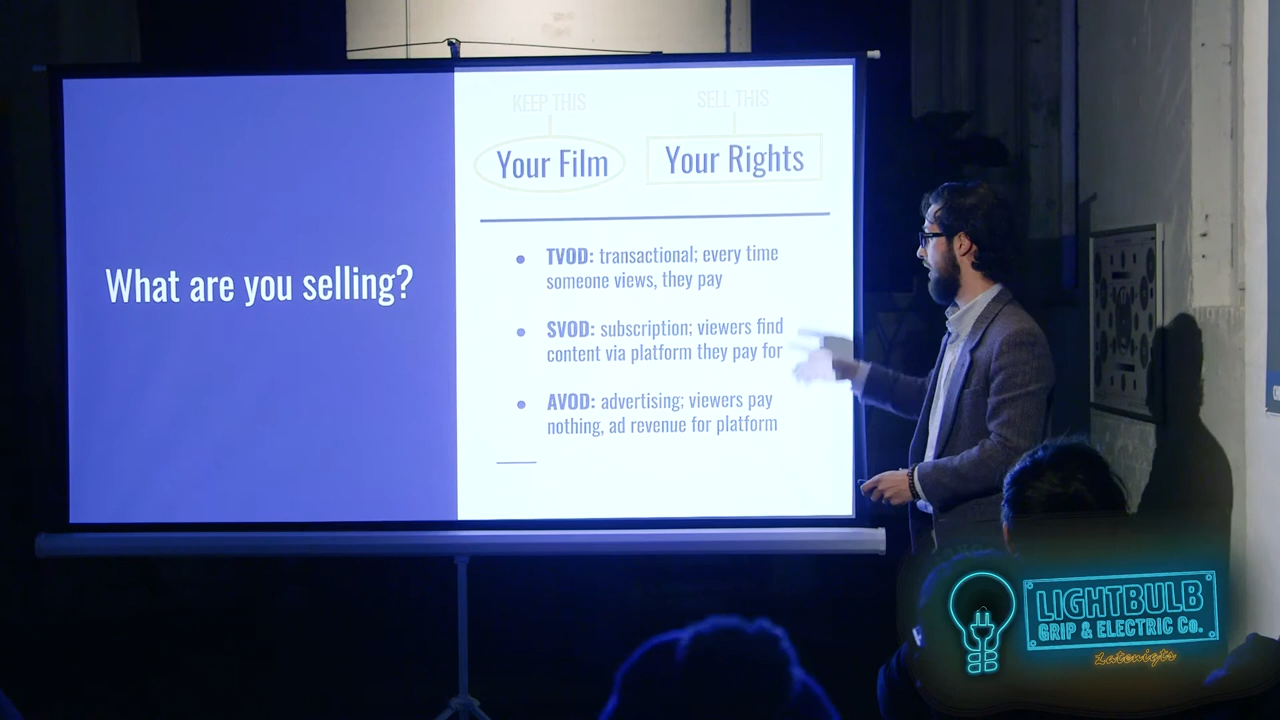 What are you selling?
KEEP THIS
SELL THIS
Your Film
Your Rights
TVOD: transactional; every time
someone views, they pay
SVOD: subscription; viewers find
content via platform they pay for
AVOD: advertising; viewers pay
nothing, ad revenue for platform
LIGHTBULB
GRIP & ELECTRIC Co.
Latenigts